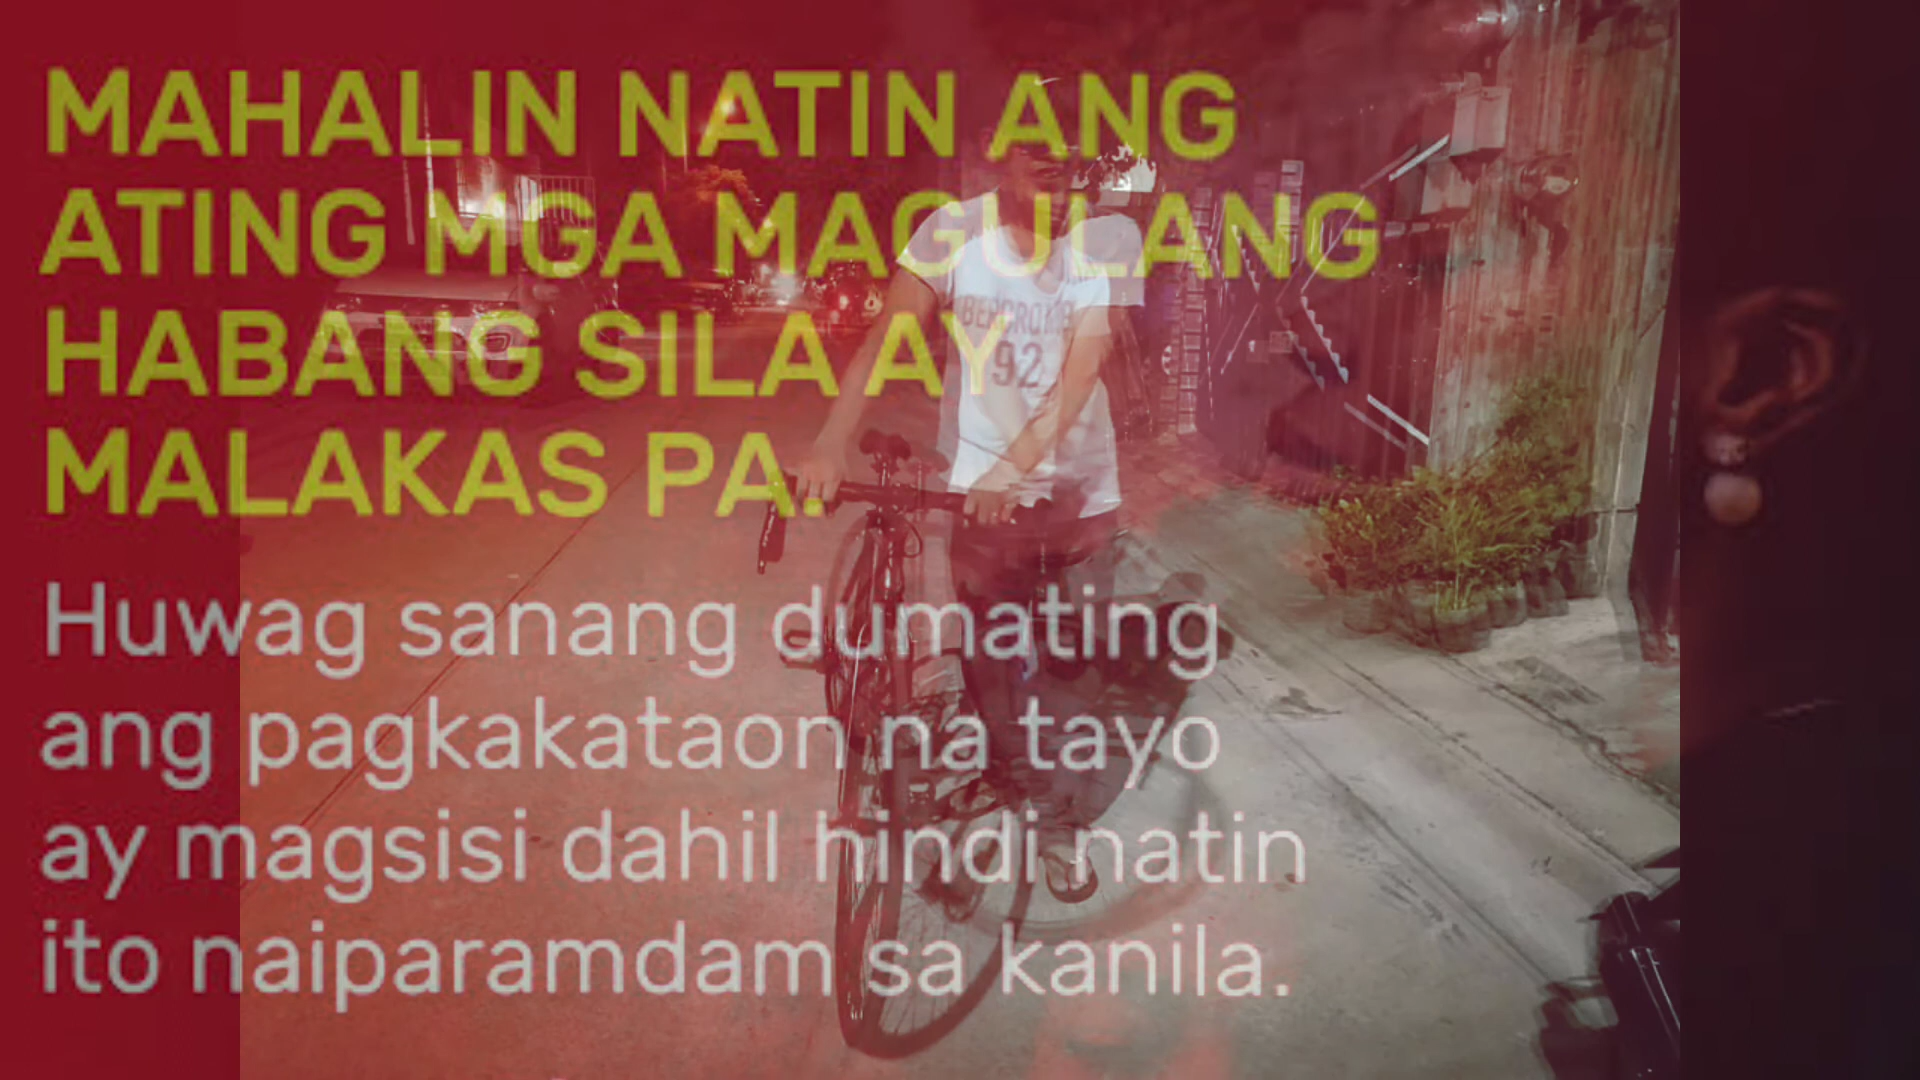 MAHALIN NATIN ANG
ATING MGA MAGULANG
HABANG SILA AY
MALAKAS PA.
Huwag sanang dumating
ang pagkakataon na tayo
ay magsisi dahil hindi natin
ito naiparamdam sa kanila.
92